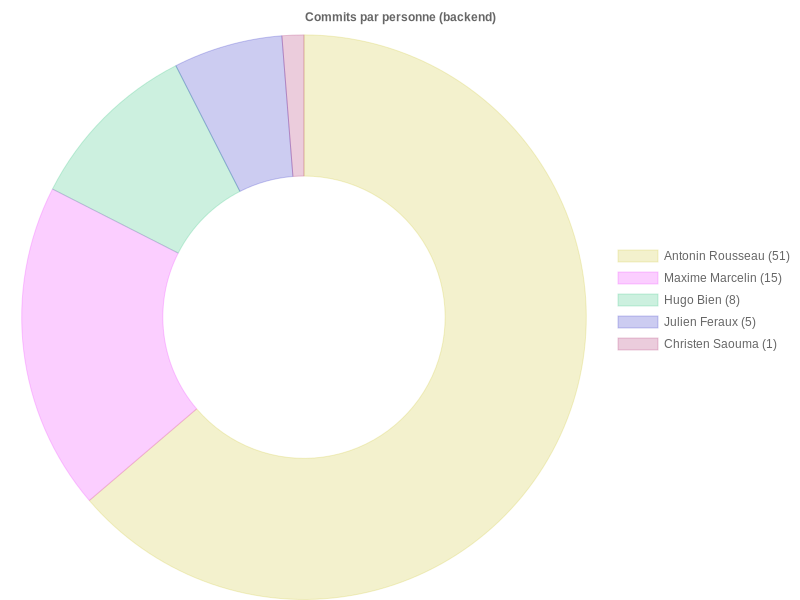 Commits par personne (backend)
Antonin Rousseau (51)
Maxime Marcelin (15)
Hugo Bien (8)
Julien Feraux (5)
Christen Saouma (1)